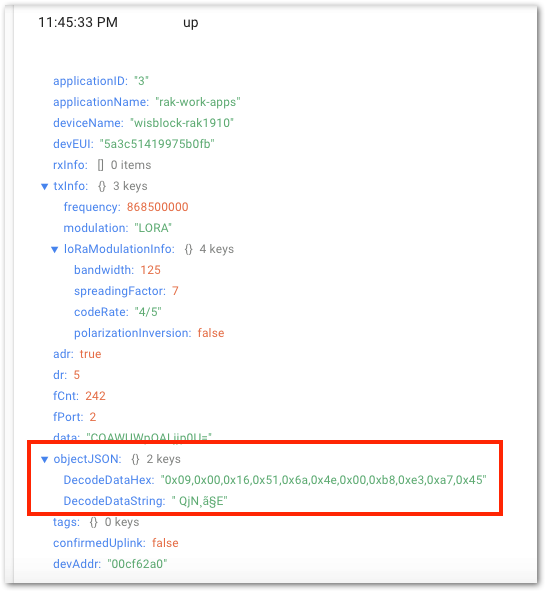 11:45:33 PM up
applicationID: "3"
applicationName: "rak-work-apps"
deviceName: "wisblock-rak1910"
devEUI: "5a3c51419975b0fb"
rxInfo: [] 0 items
txInfo: {} 3 keys
frequency: 868500000
modulation: "LORA"
loRaModulationInfo: {} 4 keys
bandwidth: 125
spreadingFactor: 7
codeRate: "4/5"
polarizationInversion: false
adr: true
dr: 5
fCnt: 242
fPort: 2
data: "CQAWUWpOALjjp0U="
objectJSON: {} 2 keys
DecodeDataHex: "0x09,0x00,0x16,0x51,0x6a,0x4e,0x00,0xb8,0xe3,0xa7,0x45"
DecodeDataString: " QjN¸ã§E"
tags: {} 0 keys
confirmedUplink: false
devAddr: "00cf62a0"